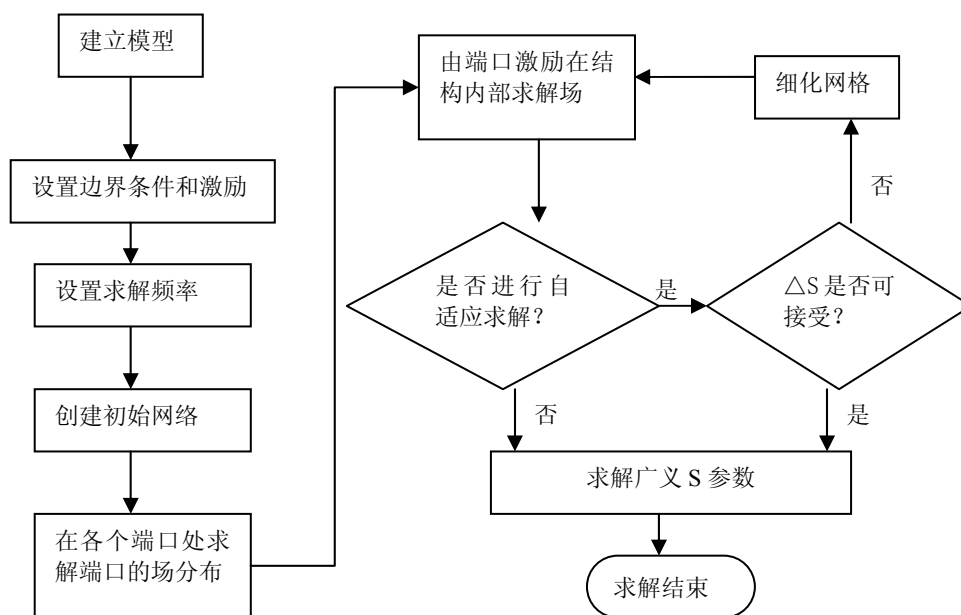 建立模型
设置边界条件和激励
设置求解频率
创建初始网络
在各个端口处求
解端口的场分布
由端口激励在结
构内部求解场
细化网格
否
是否进行自
适应求解？
是
△S是否可
接受？
否
是
求解广义 S 参数
求解结束